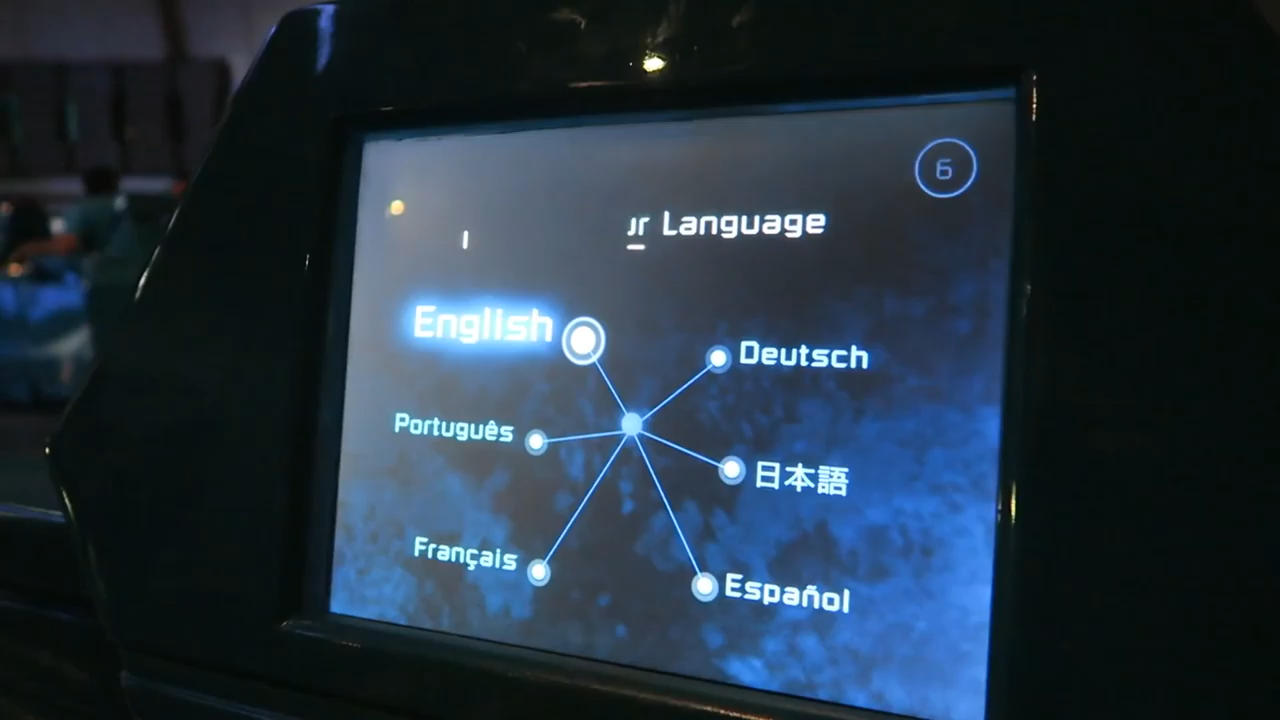 6
Language
English
Deutsch
Português
日本語
Français
Español